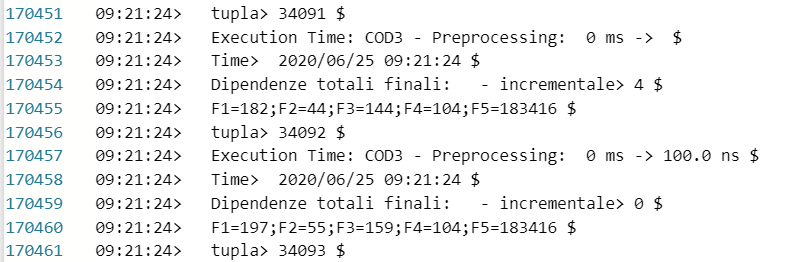 170451 09:21:24> tupla> 34091 $
170452 09:21:24> Execution Time: COD3 - Preprocessing: 0 ms -> $
170453 09:21:24> Time> 2020/06/25 09:21:24 $
170454 09:21:24> Dipendenze totali finali: - incrementale> 4 $
170455 09:21:24> F1=182;F2=44;F3=144;F4=104;F5=183416 $
170456 09:21:24> tupla> 34092 $
170457 09:21:24> Execution Time: COD3 - Preprocessing: 0 ms -> 100.0 ns $
170458 09:21:24> Time> 2020/06/25 09:21:24 $
170459 09:21:24> Dipendenze totali finali: - incrementale> 0 $
170460 09:21:24> F1=197;F2=55;F3=159;F4=104;F5=183416 $
170461 09:21:24> tupla> 34093 $